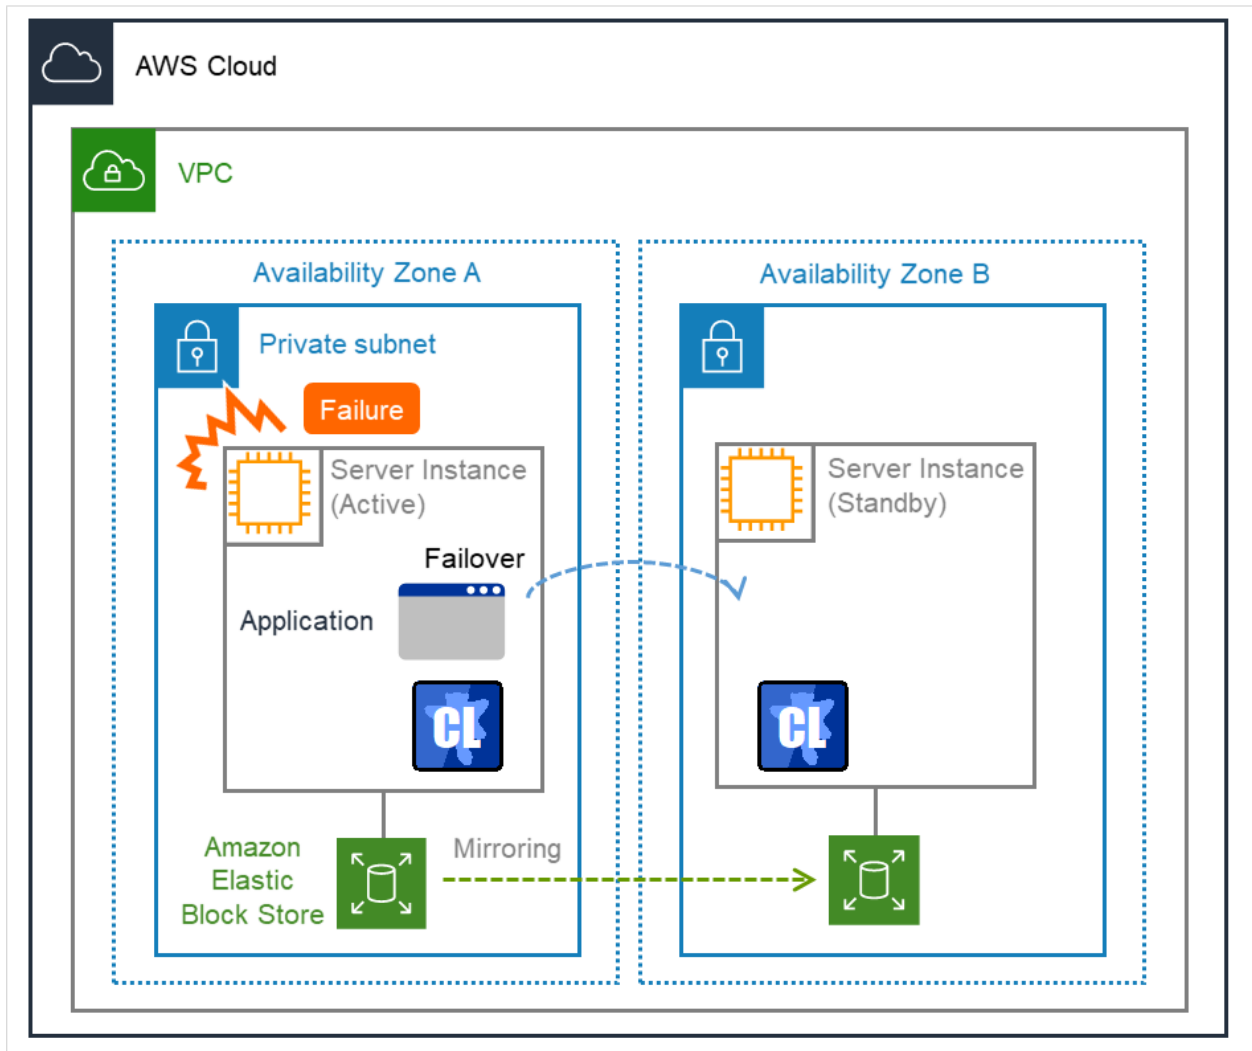 AWS Cloud
VPC
Availability Zone A
Private subnet
Failure
Server Instance
(Active)
Failover
Application
CL
Amazon
Elastic
Block Store
Mirroring
Availability Zone B
Server Instance
(Standby)
CL